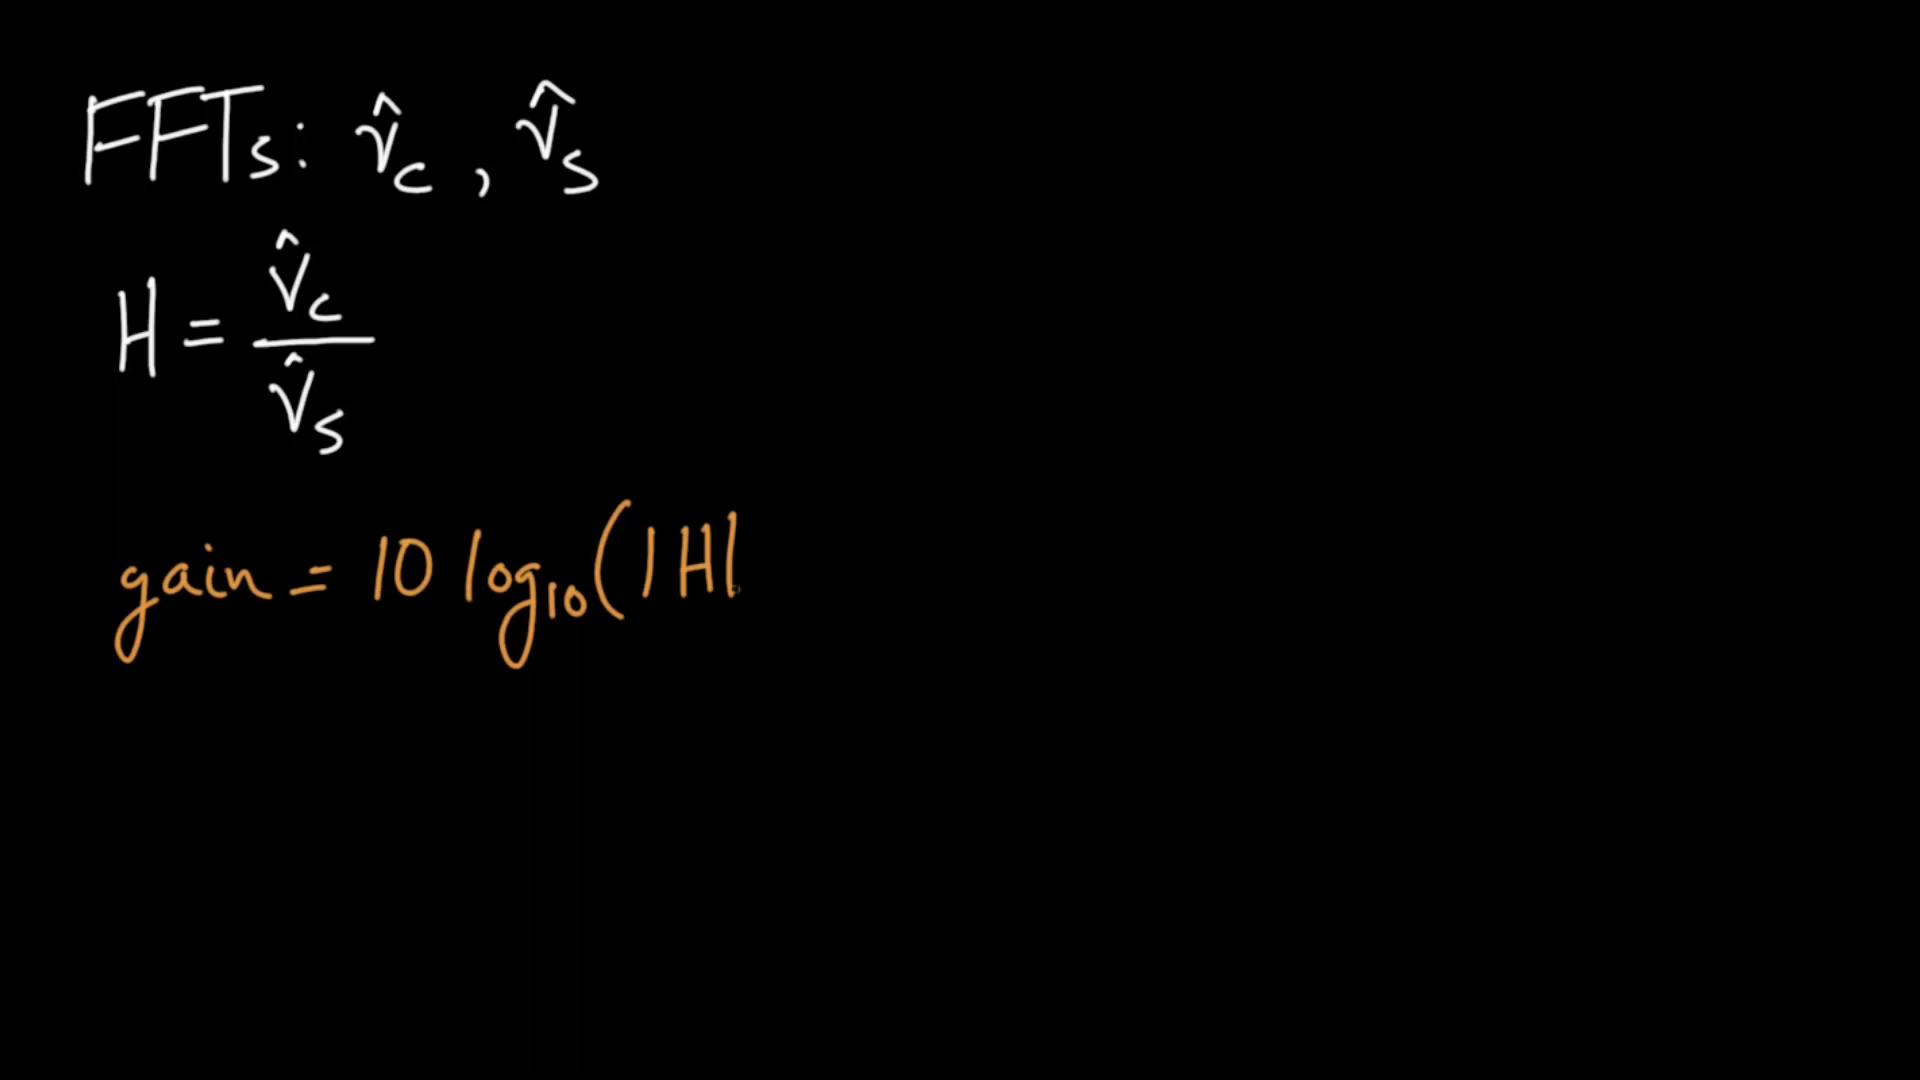 FFTs: v̂c , v̂s
H = v̂c / v̂s
gain = 10 log10(|H|